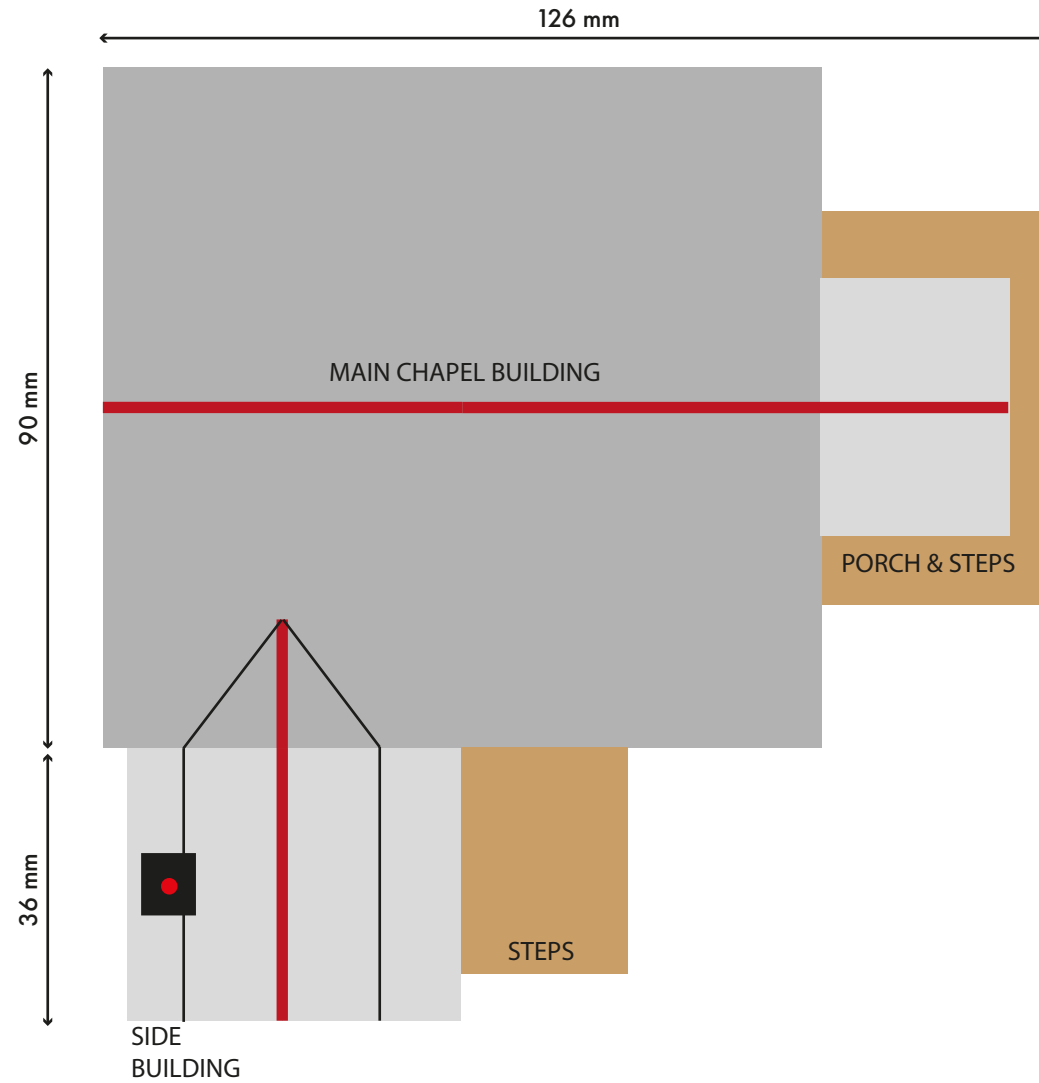 126 mm
90 mm
MAIN CHAPEL BUILDING
PORCH & STEPS
36 mm
STEPS
SIDE
BUILDING